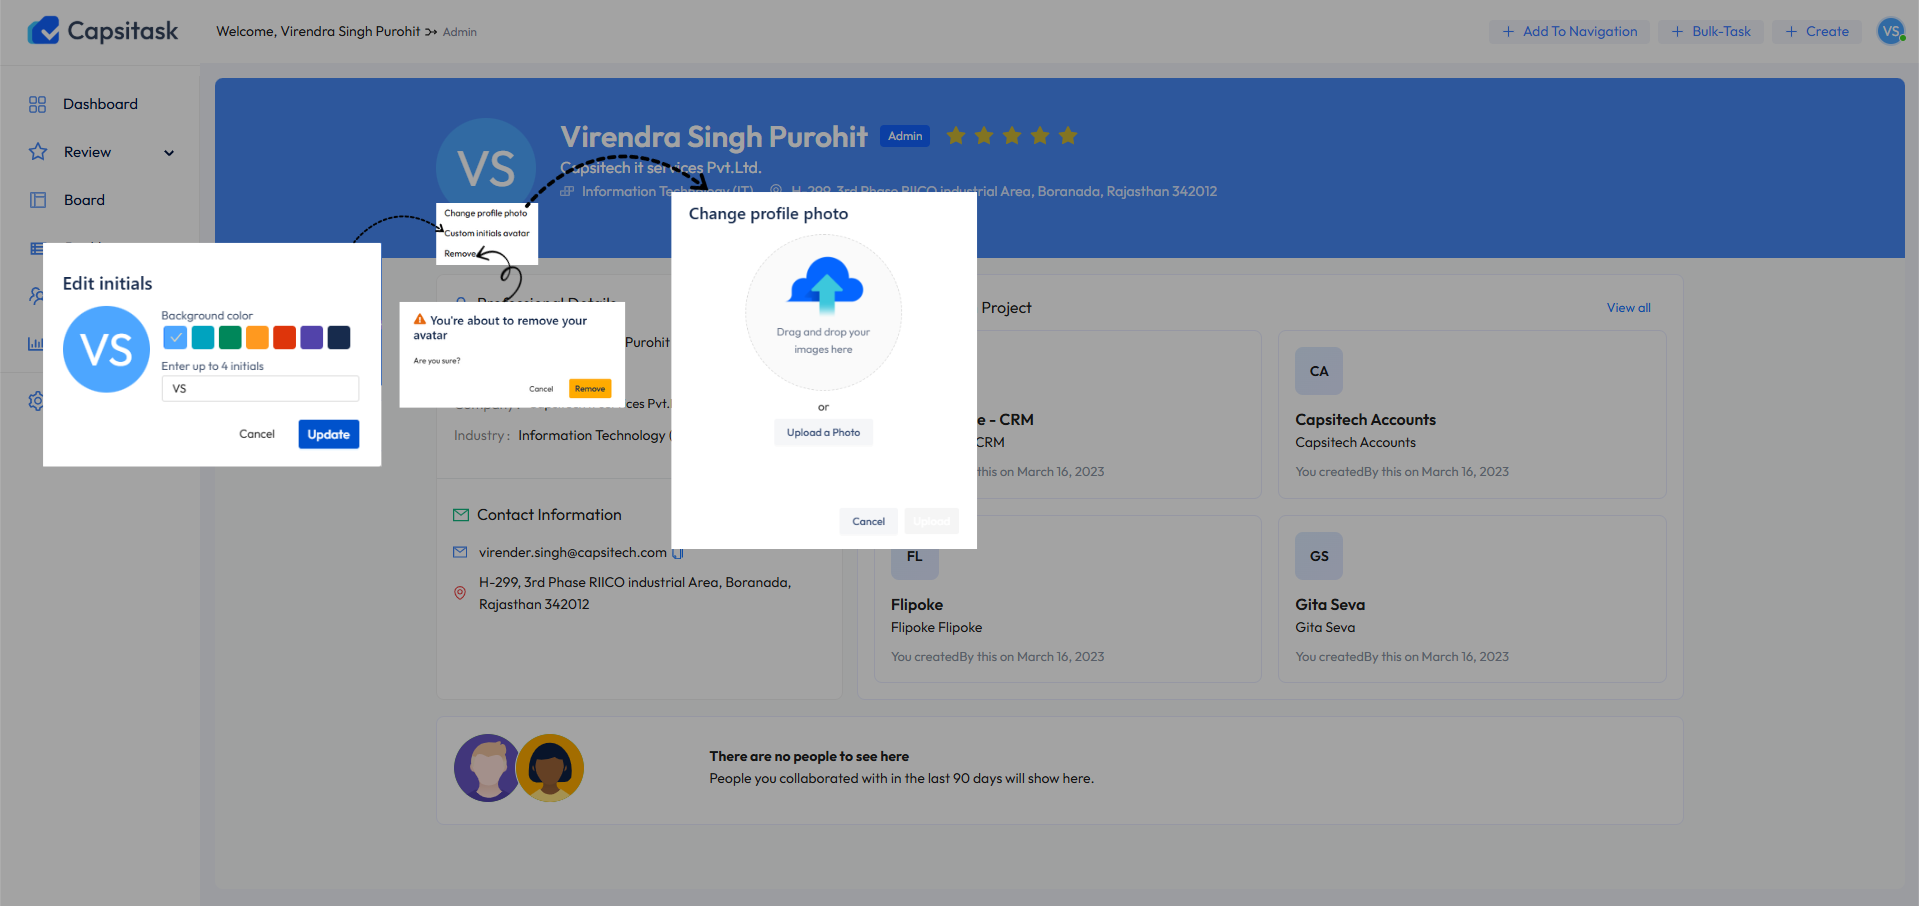 Capsitask
Welcome, Virendra Singh Purohit
Admin
Add To Navigation
Bulk-Task
Create
VS
Dashboard
Review
Board
VS
Virendra Singh Purohit
Admin
Capsitech it services Pvt.Ltd.
Information Technology (IT)
H-299, 3rd Phase RIICO industrial Area, Boranada, Rajasthan 342012
Change profile photo
Custom initials avatar
Remove
Edit initials
VS
Background color
Enter up to 4 initials
VS
Cancel
Update
Professional Details
You're about to remove your
avatar
Are you sure?
Cancel
Remove
Purohit
ces Pvt.
Industry : Information Technology (
Contact Information
virender.singh@capsitech.com
H-299, 3rd Phase RIICO industrial Area, Boranada,
Rajasthan 342012
Change profile photo
Drag and drop your
images here
or
Upload a Photo
Cancel
Upload
Project
View all
e - CRM
CRM
this on March 16, 2023
CA
Capsitech Accounts
Capsitech Accounts
You createdBy this on March 16, 2023
FL
Flipoke
Flipoke Flipoke
You createdBy this on March 16, 2023
GS
Gita Seva
Gita Seva
You createdBy this on March 16, 2023
There are no people to see here
People you collaborated with in the last 90 days will show here.